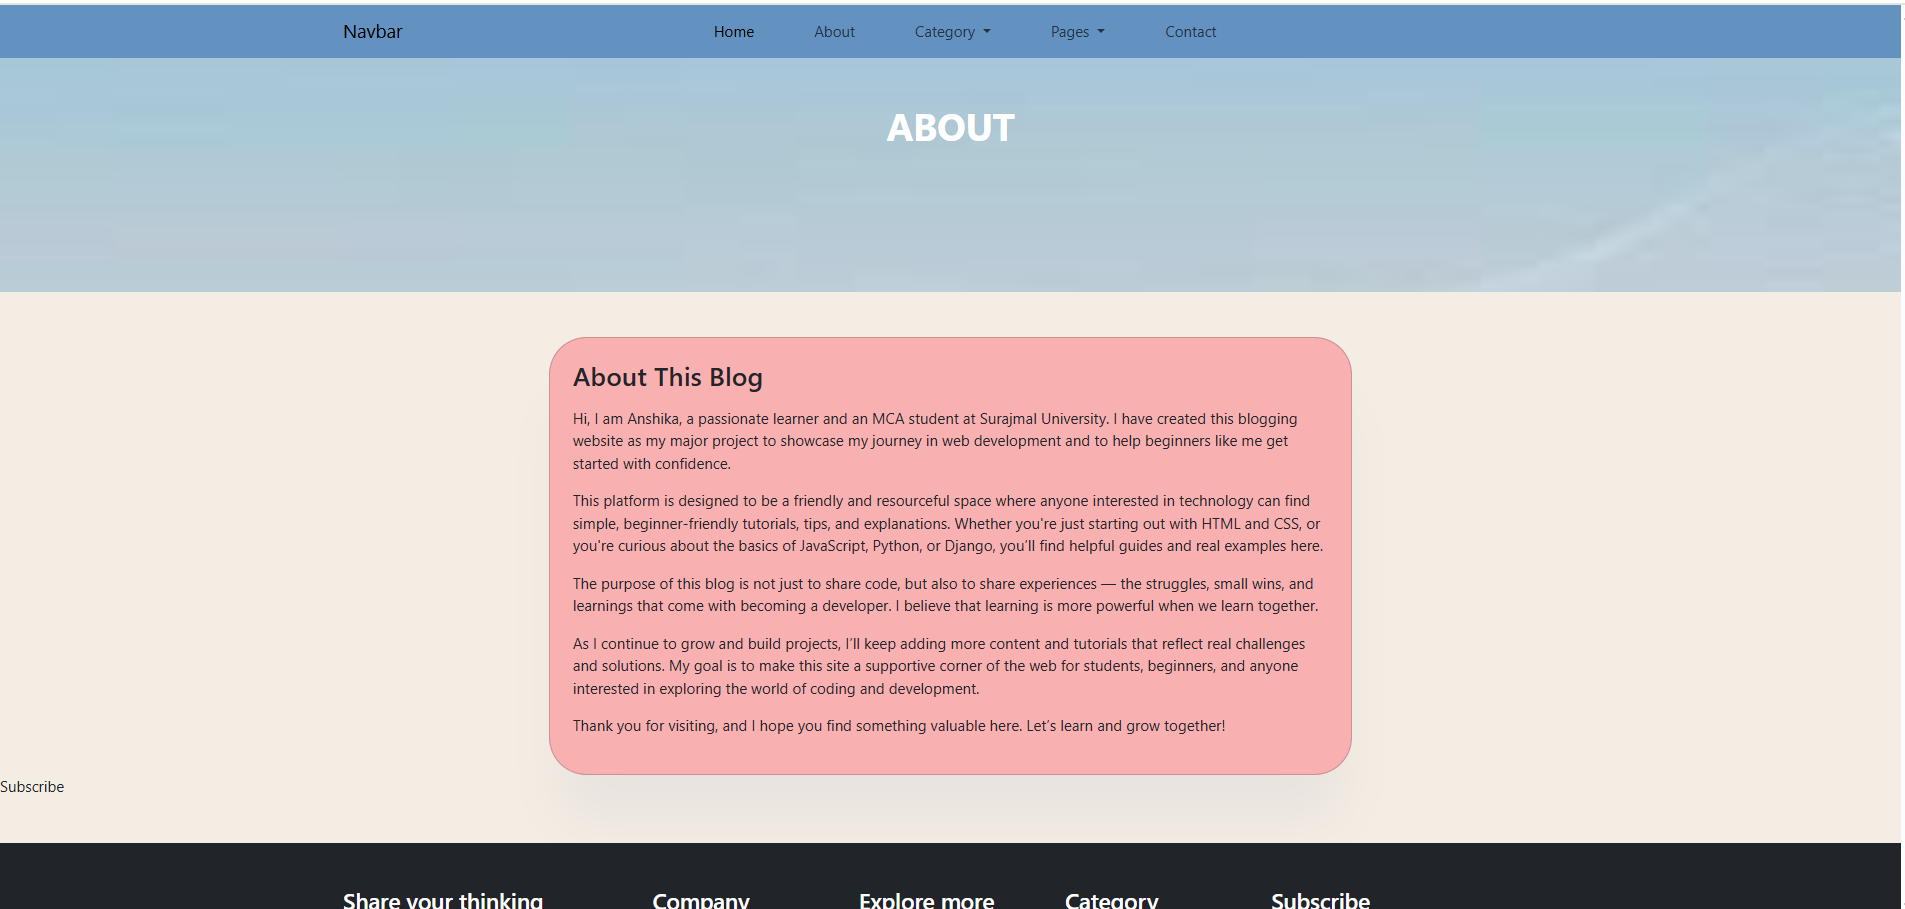 Navbar
Home
About
Category
Pages
Contact
ABOUT
About This Blog
Hi, I am Anshika, a passionate learner and an MCA student at Surajmal University. I have created this blogging
website as my major project to showcase my journey in web development and to help beginners like me get
started with confidence.
This platform is designed to be a friendly and resourceful space where anyone interested in technology can find
simple, beginner-friendly tutorials, tips, and explanations. Whether you're just starting out with HTML and CSS, or
you're curious about the basics of JavaScript, Python, or Django, you’ll find helpful guides and real examples here.
The purpose of this blog is not just to share code, but also to share experiences — the struggles, small wins, and
learnings that come with becoming a developer. I believe that learning is more powerful when we learn together.
As I continue to grow and build projects, I’ll keep adding more content and tutorials that reflect real challenges
and solutions. My goal is to make this site a supportive corner of the web for students, beginners, and anyone
interested in exploring the world of coding and development.
Thank you for visiting, and I hope you find something valuable here. Let’s learn and grow together!
Subscribe
Share your thinking
Company
Explore more
Category
Subscribe